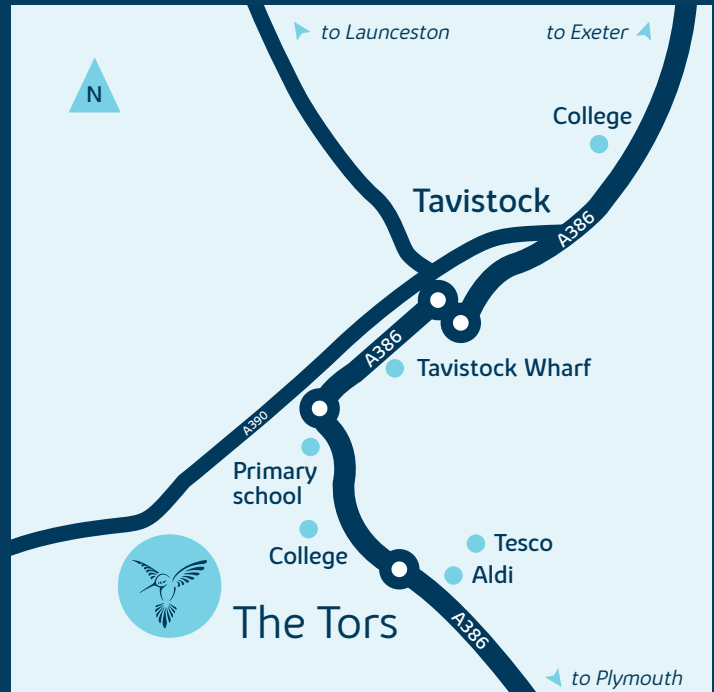 to Launceston
to Exeter
N
College
Tavistock
A386
A386
Tavistock Wharf
A390
Primary
school
College
Tesco
Aldi
The Tors
A386
to Plymouth